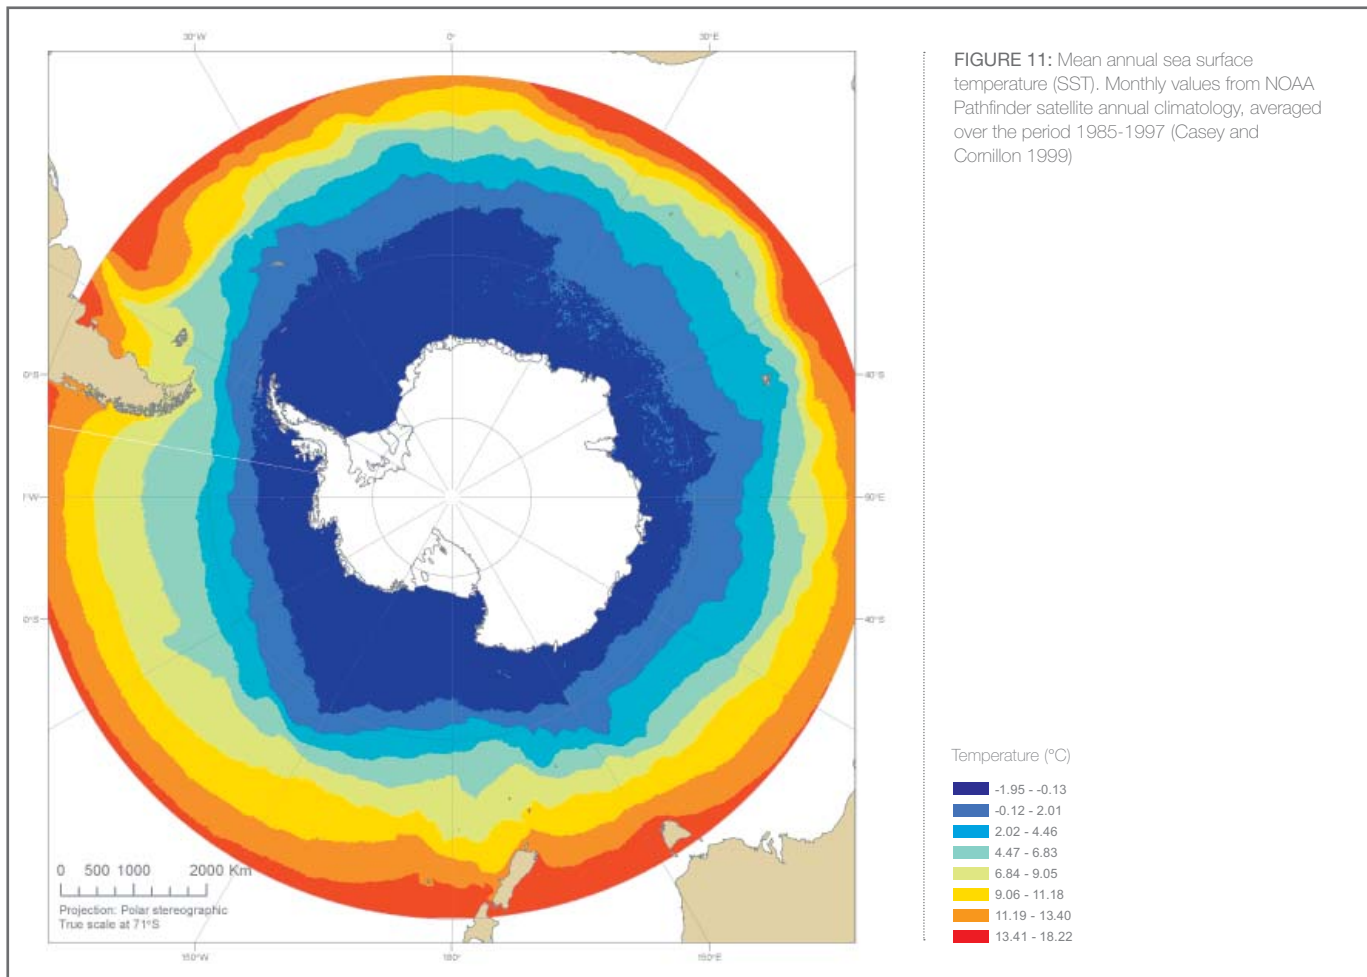 30°W 0° 30°E
FIGURE 11: Mean annual sea surface
temperature (SST). Monthly values from NOAA
Pathfinder satellite annual climatology, averaged
over the period 1985-1997 (Casey and
Cornillon 1999)
0°S 40°S
1°W 90°E
0°S 40°S
Temperature (°C)
-1.95 - -0.13
-0.12 - 2.01
2.02 - 4.46
4.47 - 6.83
6.84 - 9.05
9.06 - 11.18
11.19 - 13.40
13.41 - 18.22
0 500 1000 2000 Km
Projection: Polar stereographic
True scale at 71°S
150°W 180° 150°E